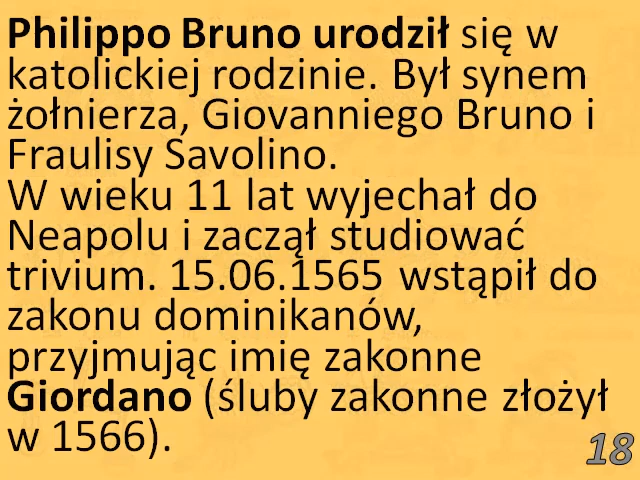 Philippo Bruno urodził się w
katolickiej rodzinie. Był synem
żołnierza, Giovanniego Bruno i
Fraulisy Savolino.
W wieku 11 lat wyjechał do
Neapolu i zaczął studiować
trivium. 15.06.1565 wstąpił do
zakonu dominikanów,
przyjmując imię zakonne
Giordano (śluby zakonne złożył
w 1566).
18